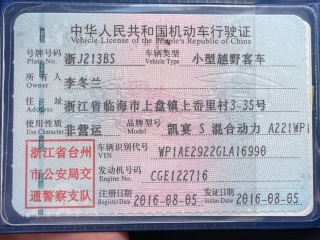 中华人民共和国机动车行驶证
Vehicle License of the People's Republic of China
号牌号码 Plate No. 浙J213BS 车辆类型 Vehicle Type 小型越野客车
所有人 Owner 李冬兰
住址 浙江省临海市上盘镇上岙里村3-35号
使用性质 Use Character 非营运 品牌型号 凯宴 S 混合动力 A221WP1
浙江省台州市公安局交通警察支队
车辆识别代号 VIN WP1AE2922GLA16990
发动机号码 Engine No. CGE122716
注册日期 Register Date 2016-08-05 发证日期 Issue Date 2016-08-05